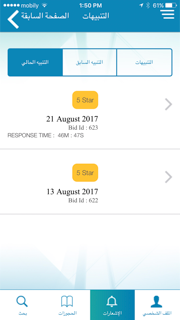 mobily 1:50 PM 61%
الصفحة السابقة التنبيهات
التنبيهات التنبيه السابق التنبيه الحالي
5 Star
21 August 2017
Bid Id : 623
RESPONSE TIME : 46M : 47S
5 Star
13 August 2017
Bid Id : 622
الملف الشخصي الإشعارات المنشورات بحث